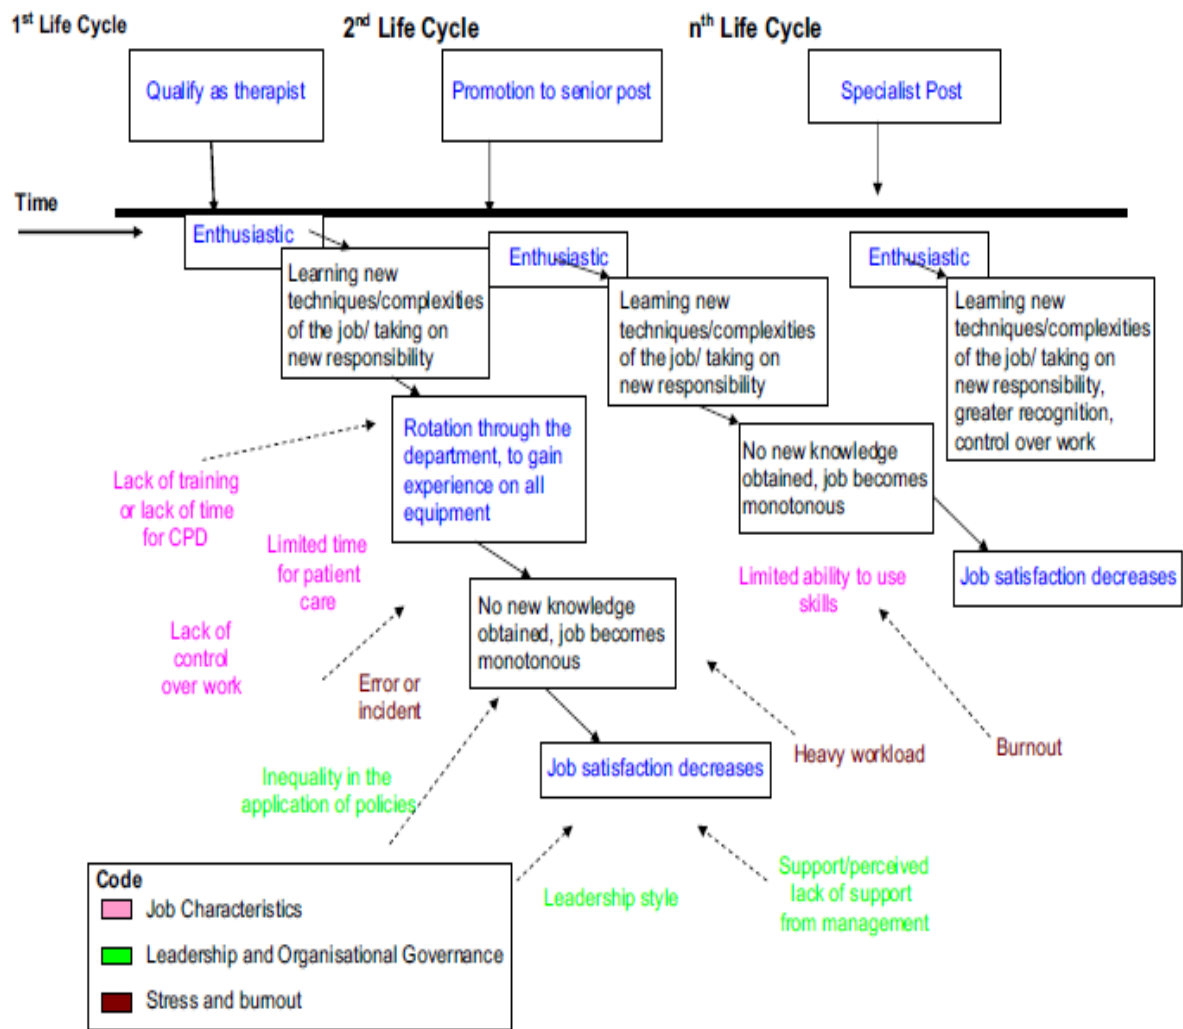 1st Life Cycle
2nd Life Cycle
nth Life Cycle
Qualify as therapist
Promotion to senior post
Specialist Post
Time
Enthusiastic
Learning new
techniques/complexities
of the job/ taking on
new responsibility
Rotation through the
department, to gain
experience on all
equipment
No new knowledge
obtained, job becomes
monotonous
Job satisfaction decreases
Enthusiastic
Learning new
techniques/complexities
of the job/ taking on
new responsibility
No new knowledge
obtained, job becomes
monotonous
Job satisfaction decreases
Enthusiastic
Learning new
techniques/complexities
of the job/ taking on
new responsibility,
greater recognition,
control over work
Lack of training
or lack of time
for CPD
Limited time
for patient
care
Lack of
control
over work
Error or
incident
Limited ability to use
skills
Heavy workload
Burnout
Inequality in the
application of policies
Leadership style
Support/perceived
lack of support
from management
Code
Job Characteristics
Leadership and Organisational Governance
Stress and burnout